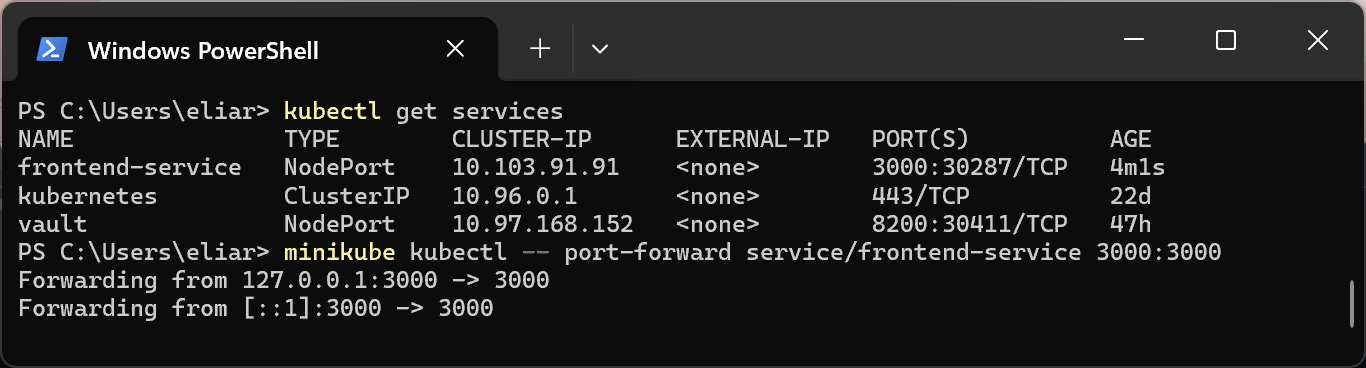 Windows PowerShell
PS C:\Users\eliar> kubectl get services
NAME TYPE CLUSTER-IP EXTERNAL-IP PORT(S) AGE
frontend-service NodePort 10.103.91.91 <none> 3000:30287/TCP 4m1s
kubernetes ClusterIP 10.96.0.1 <none> 443/TCP 22d
vault NodePort 10.97.168.152 <none> 8200:30411/TCP 47h
PS C:\Users\eliar> minikube kubectl -- port-forward service/frontend-service 3000:3000
Forwarding from 127.0.0.1:3000 -> 3000
Forwarding from [::1]:3000 -> 3000